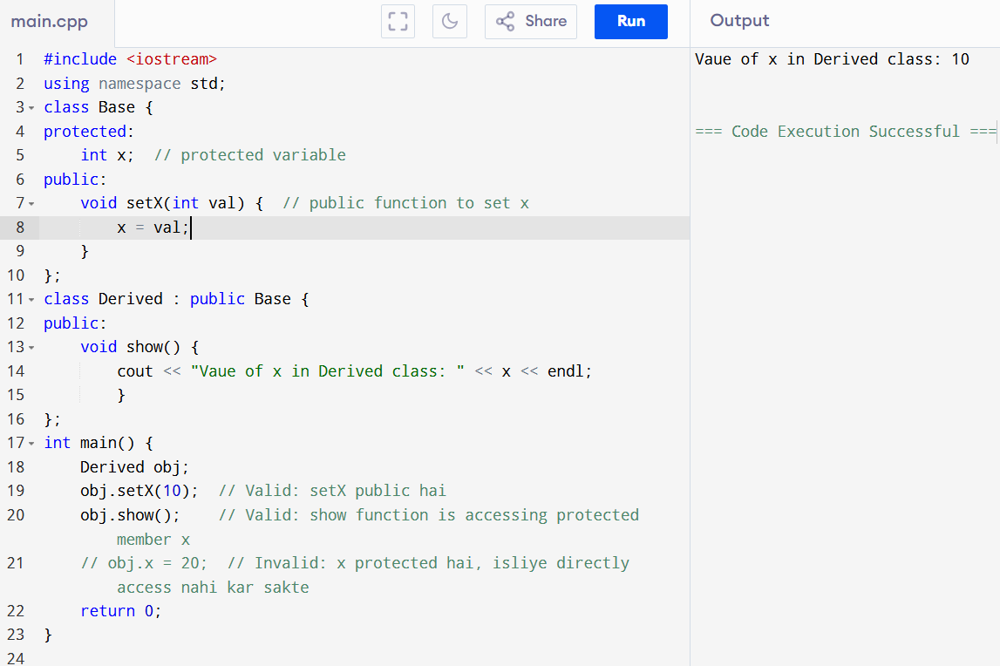 main.cpp
Share
Run
Output
1 #include <iostream>
2 using namespace std;
3 class Base {
4 protected:
5     int x;  // protected variable
6 public:
7     void setX(int val) {  // public function to set x
8         x = val;
9     }
10 };
11 class Derived : public Base {
12 public:
13     void show() {
14         cout << "Vaue of x in Derived class: " << x << endl;
15         }
16 };
17 int main() {
18     Derived obj;
19     obj.setX(10);  // Valid: setX public hai
20     obj.show();    // Valid: show function is accessing protected
member x
21     // obj.x = 20;  // Invalid: x protected hai, isliye directly
access nahi kar sakte
22     return 0;
23 }
24
Vaue of x in Derived class: 10
=== Code Execution Successful ===